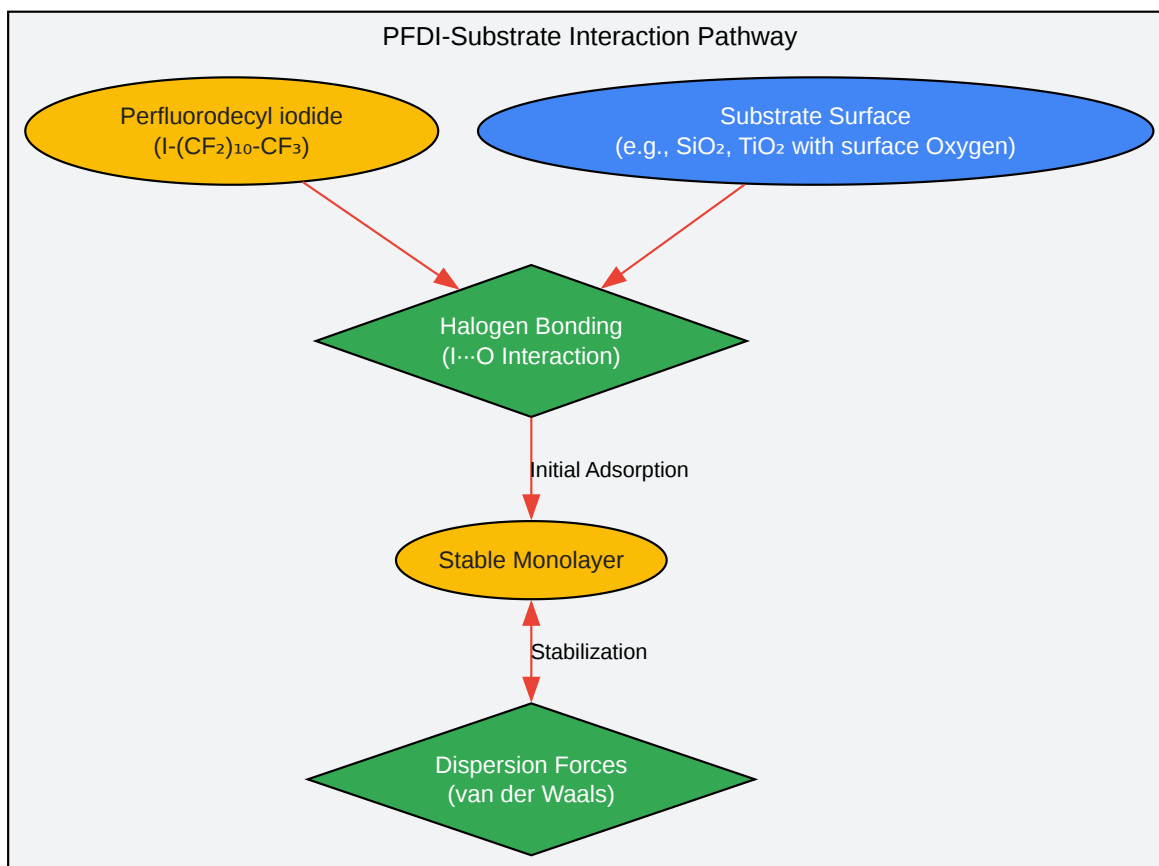 PFDI-Substrate Interaction Pathway
Perfluorodecyl iodide
(I-(CF₂)₁₀-CF₃)
Substrate Surface
(e.g., SiO₂, TiO₂ with surface Oxygen)
Halogen Bonding
(I···O Interaction)
Initial Adsorption
Stable Monolayer
Stabilization
Dispersion Forces
(van der Waals)